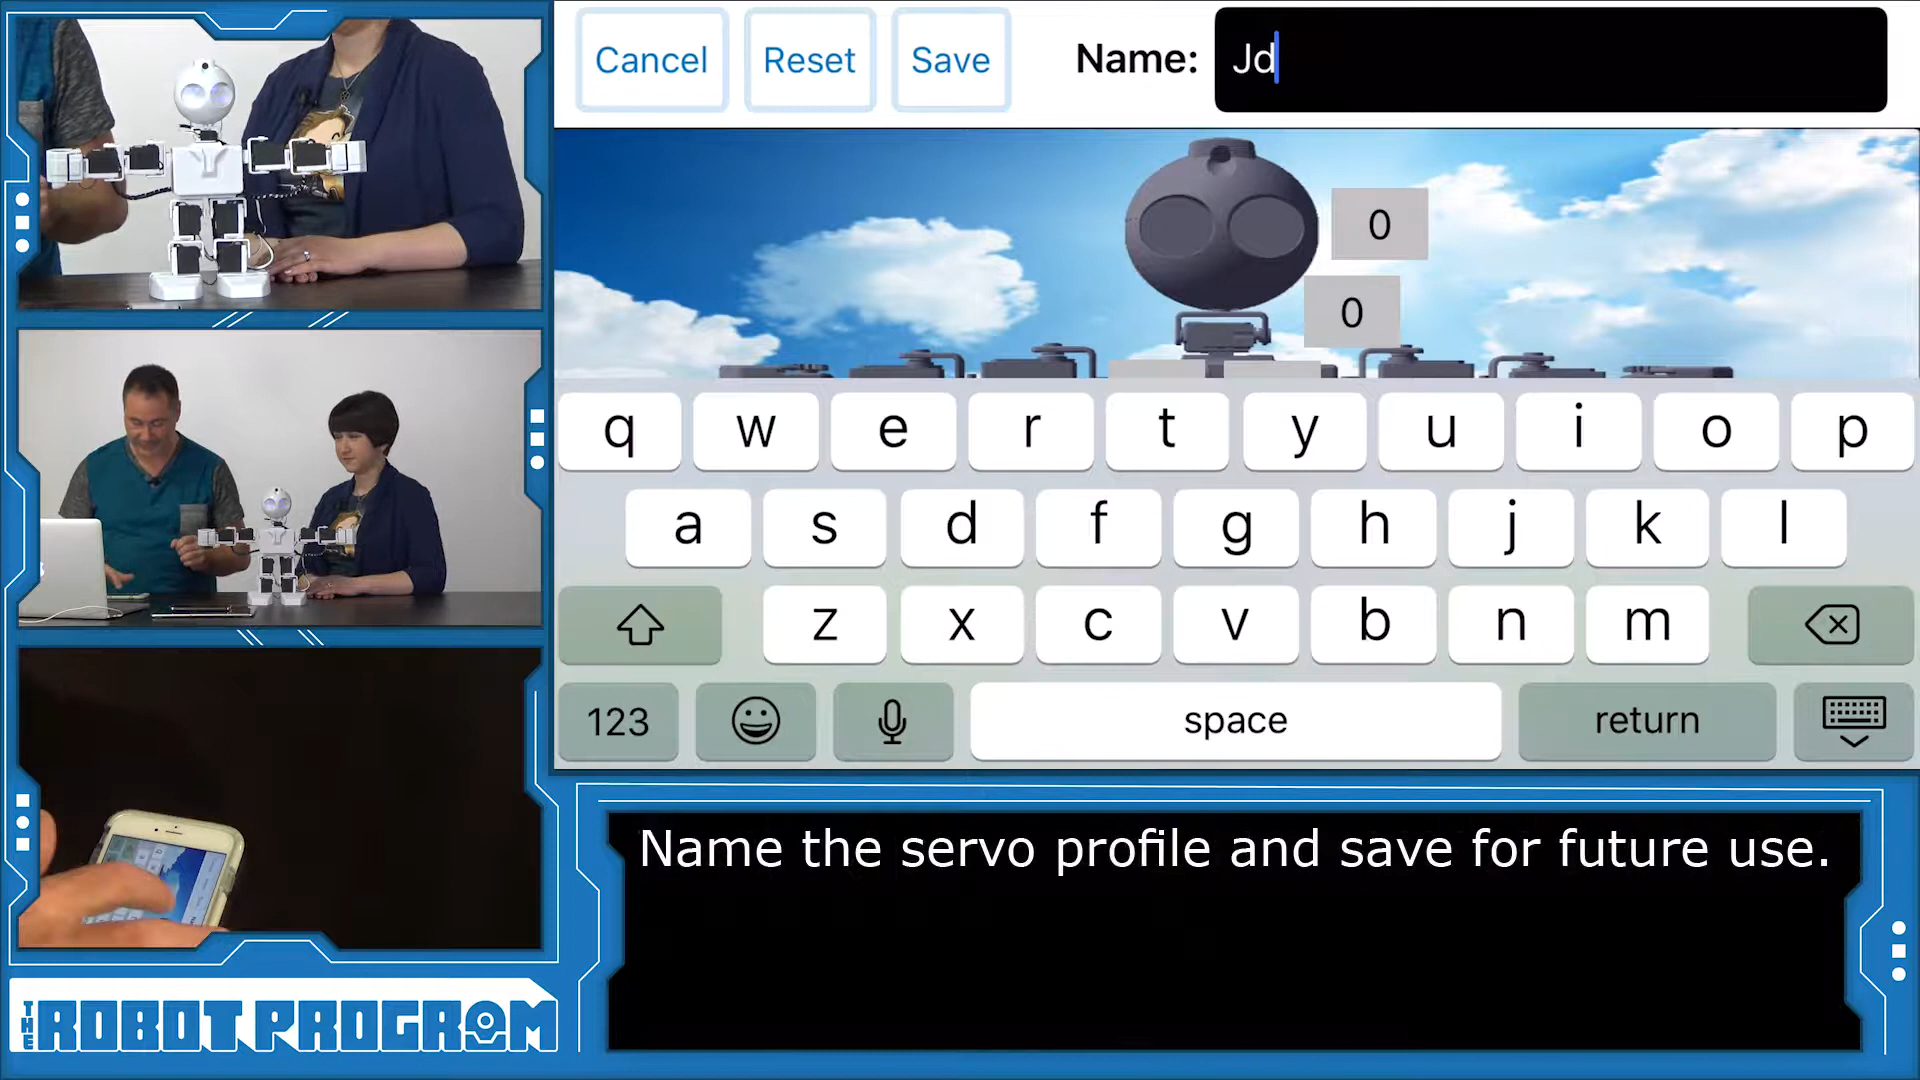 Cancel Reset Save Name: Jd
0
0
q w e r t y u i o p
a s d f g h j k l
z x c v b n m
123 space return
Name the servo profile and save for future use.
THE ROBOT PROGRAM